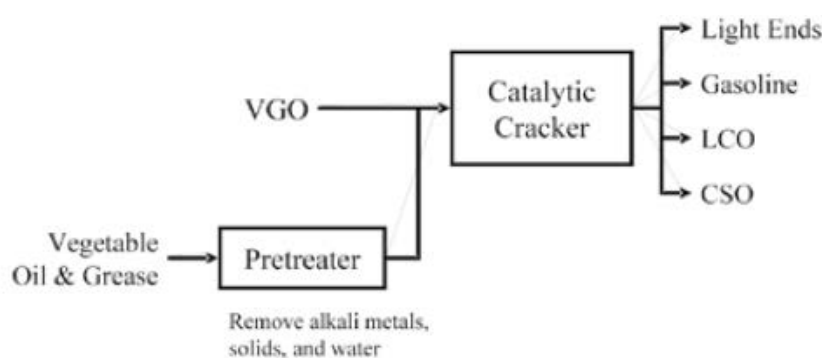 Light Ends
Gasoline
LCO
CSO
Catalytic
Cracker
VGO
Vegetable
Oil & Grease
Pretreater
Remove alkali metals,
solids, and water